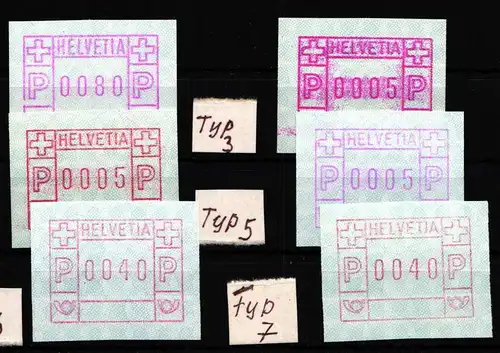 HELVETIA
P 0080 P
HELVETIA
P 0005 P
Typ
3
HELVETIA
P 0005 P
HELVETIA
P 0005 P
Typ 5
HELVETIA
P 0040 P
HELVETIA
P 0040 P
typ
7